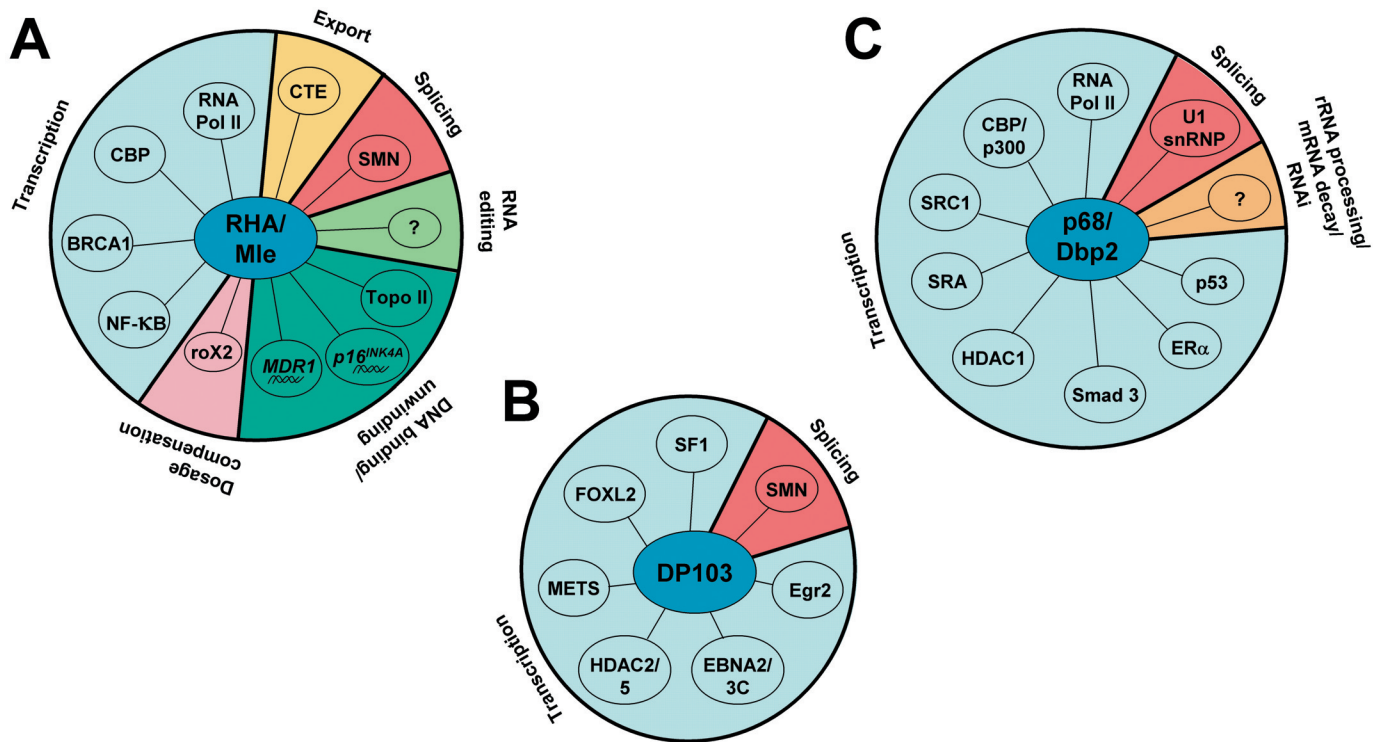 A
Export
Splicing
RNA
editing
DNA binding/
unwinding
Dosage
compensation
Transcription
RNA
Pol II
CTE
SMN
?
Topo II
p16INK4A
MDR1
roX2
NF-κB
BRCA1
CBP
RHA/
Mle
B
Splicing
Transcription
SF1
SMN
Egr2
EBNA2/
3C
HDAC2/
5
METS
FOXL2
DP103
C
Splicing
rRNA processing/
mRNA decay/
RNAi
Transcription
RNA
Pol II
U1
snRNP
?
p53
ERα
Smad 3
HDAC1
SRA
SRC1
CBP/
p300
p68/
Dbp2